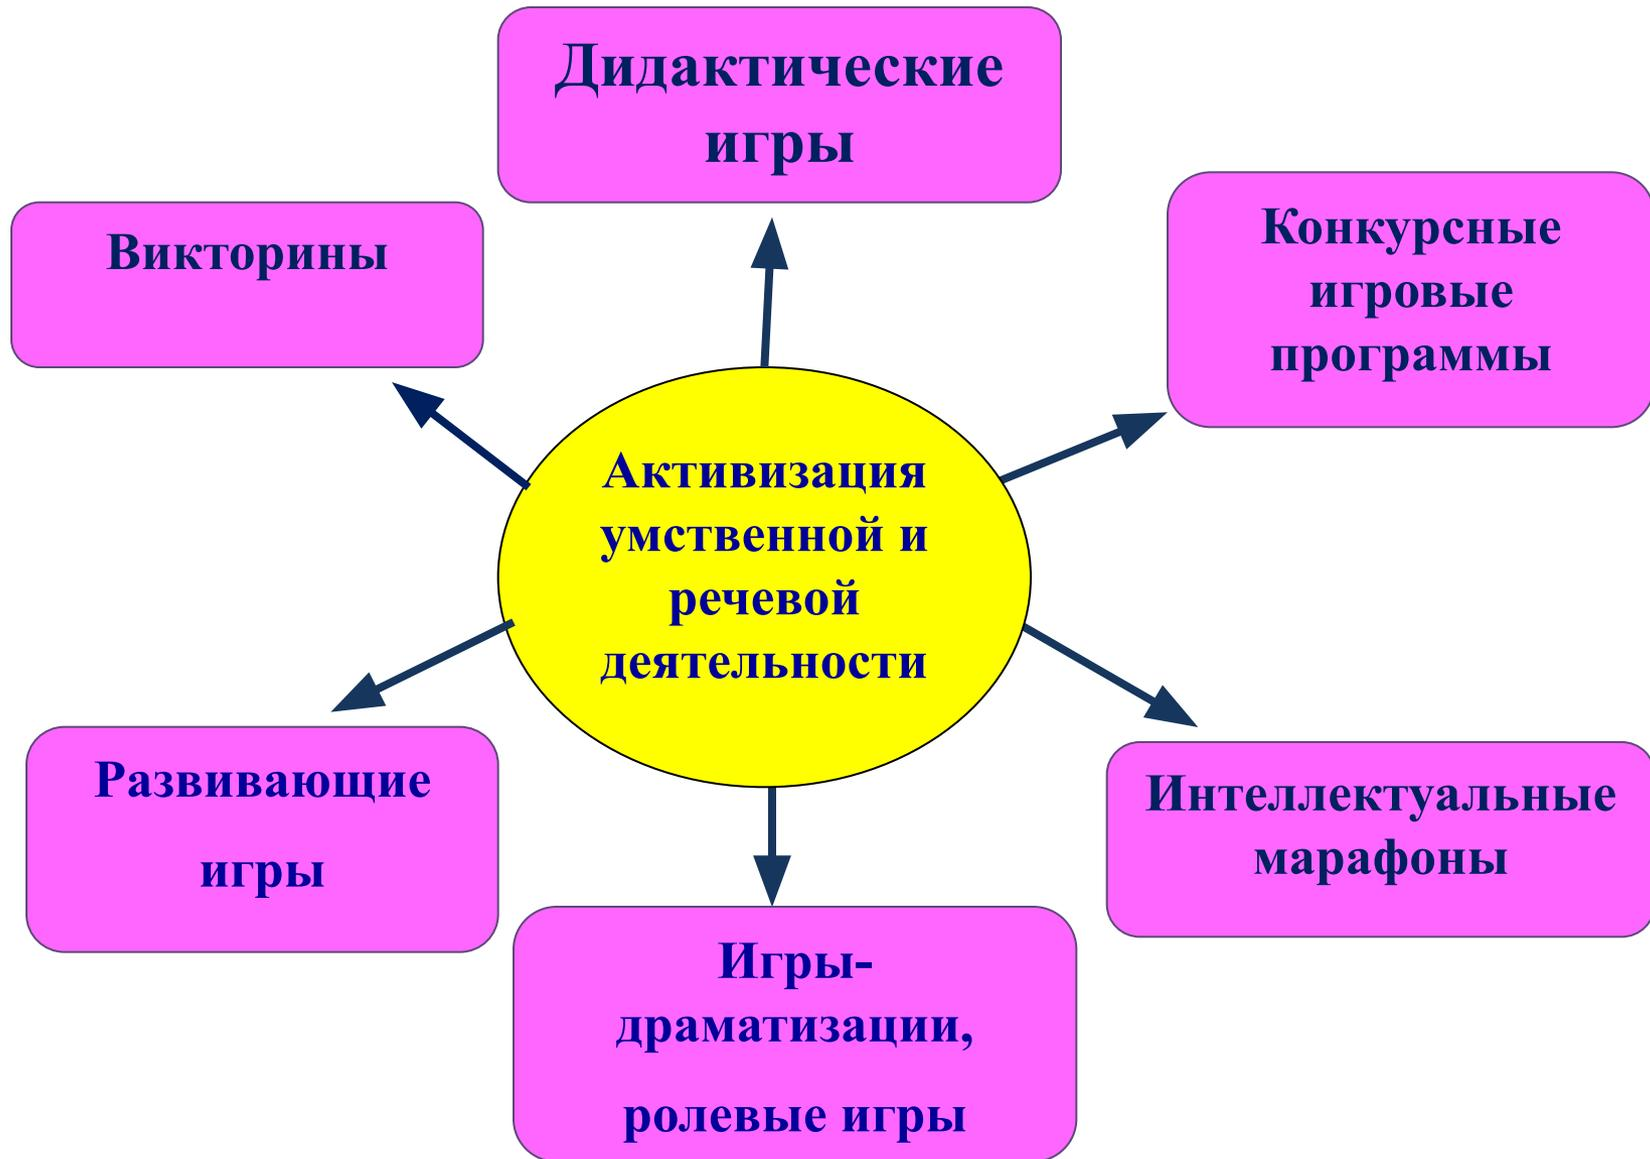 Дидактические
игры
Викторины
Конкурсные
игровые
программы
Активизация
умственной и
речевой
деятельности
Развивающие
игры
Интеллектуальные
марафоны
Игры-
драматизации,
ролевые игры